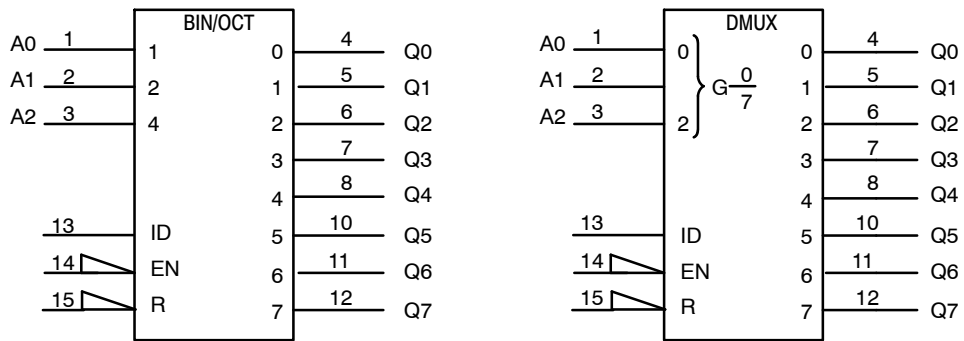 BIN/OCT
A0 1 1 0 4 Q0
A1 2 2 1 5 Q1
A2 3 4 2 6 Q2
3 7 Q3
4 8 Q4
13 ID 5 10 Q5
14 EN 6 11 Q6
15 R 7 12 Q7
DMUX
A0 1 0 0 4 Q0
A1 2 G 0/7 1 5 Q1
A2 3 2 2 6 Q2
3 7 Q3
4 8 Q4
13 ID 5 10 Q5
14 EN 6 11 Q6
15 R 7 12 Q7